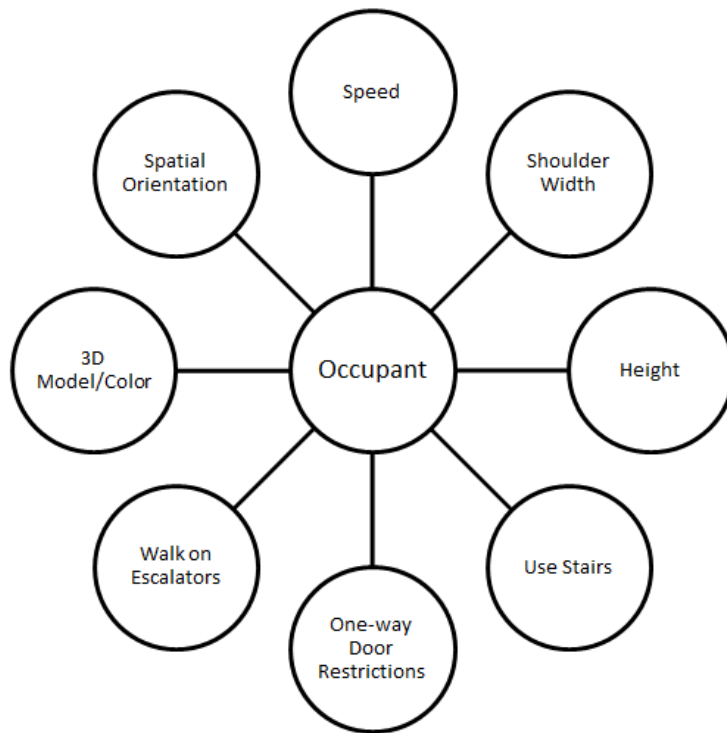 Speed
Spatial
Orientation
Shoulder
Width
3D
Model/Color
Occupant
Height
Walk on
Escalators
Use Stairs
One-way
Door
Restrictions